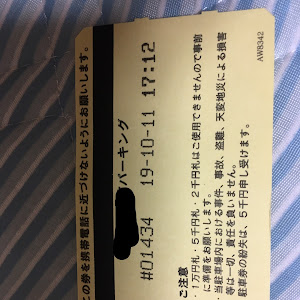 の券を携帯電話に近づけないようにお願いします。
パーキング
#01434 19-10-11 17:12
ご注意
・1万円札・5千円札・2千円札はご使用できませんので事前
に準備をお願いします。
当駐車場内における事件、事故、盗難、天変地災による損害
等は一切、責任を負いません。
駐車券の紛失は、5千円申し受けます。
AW8342